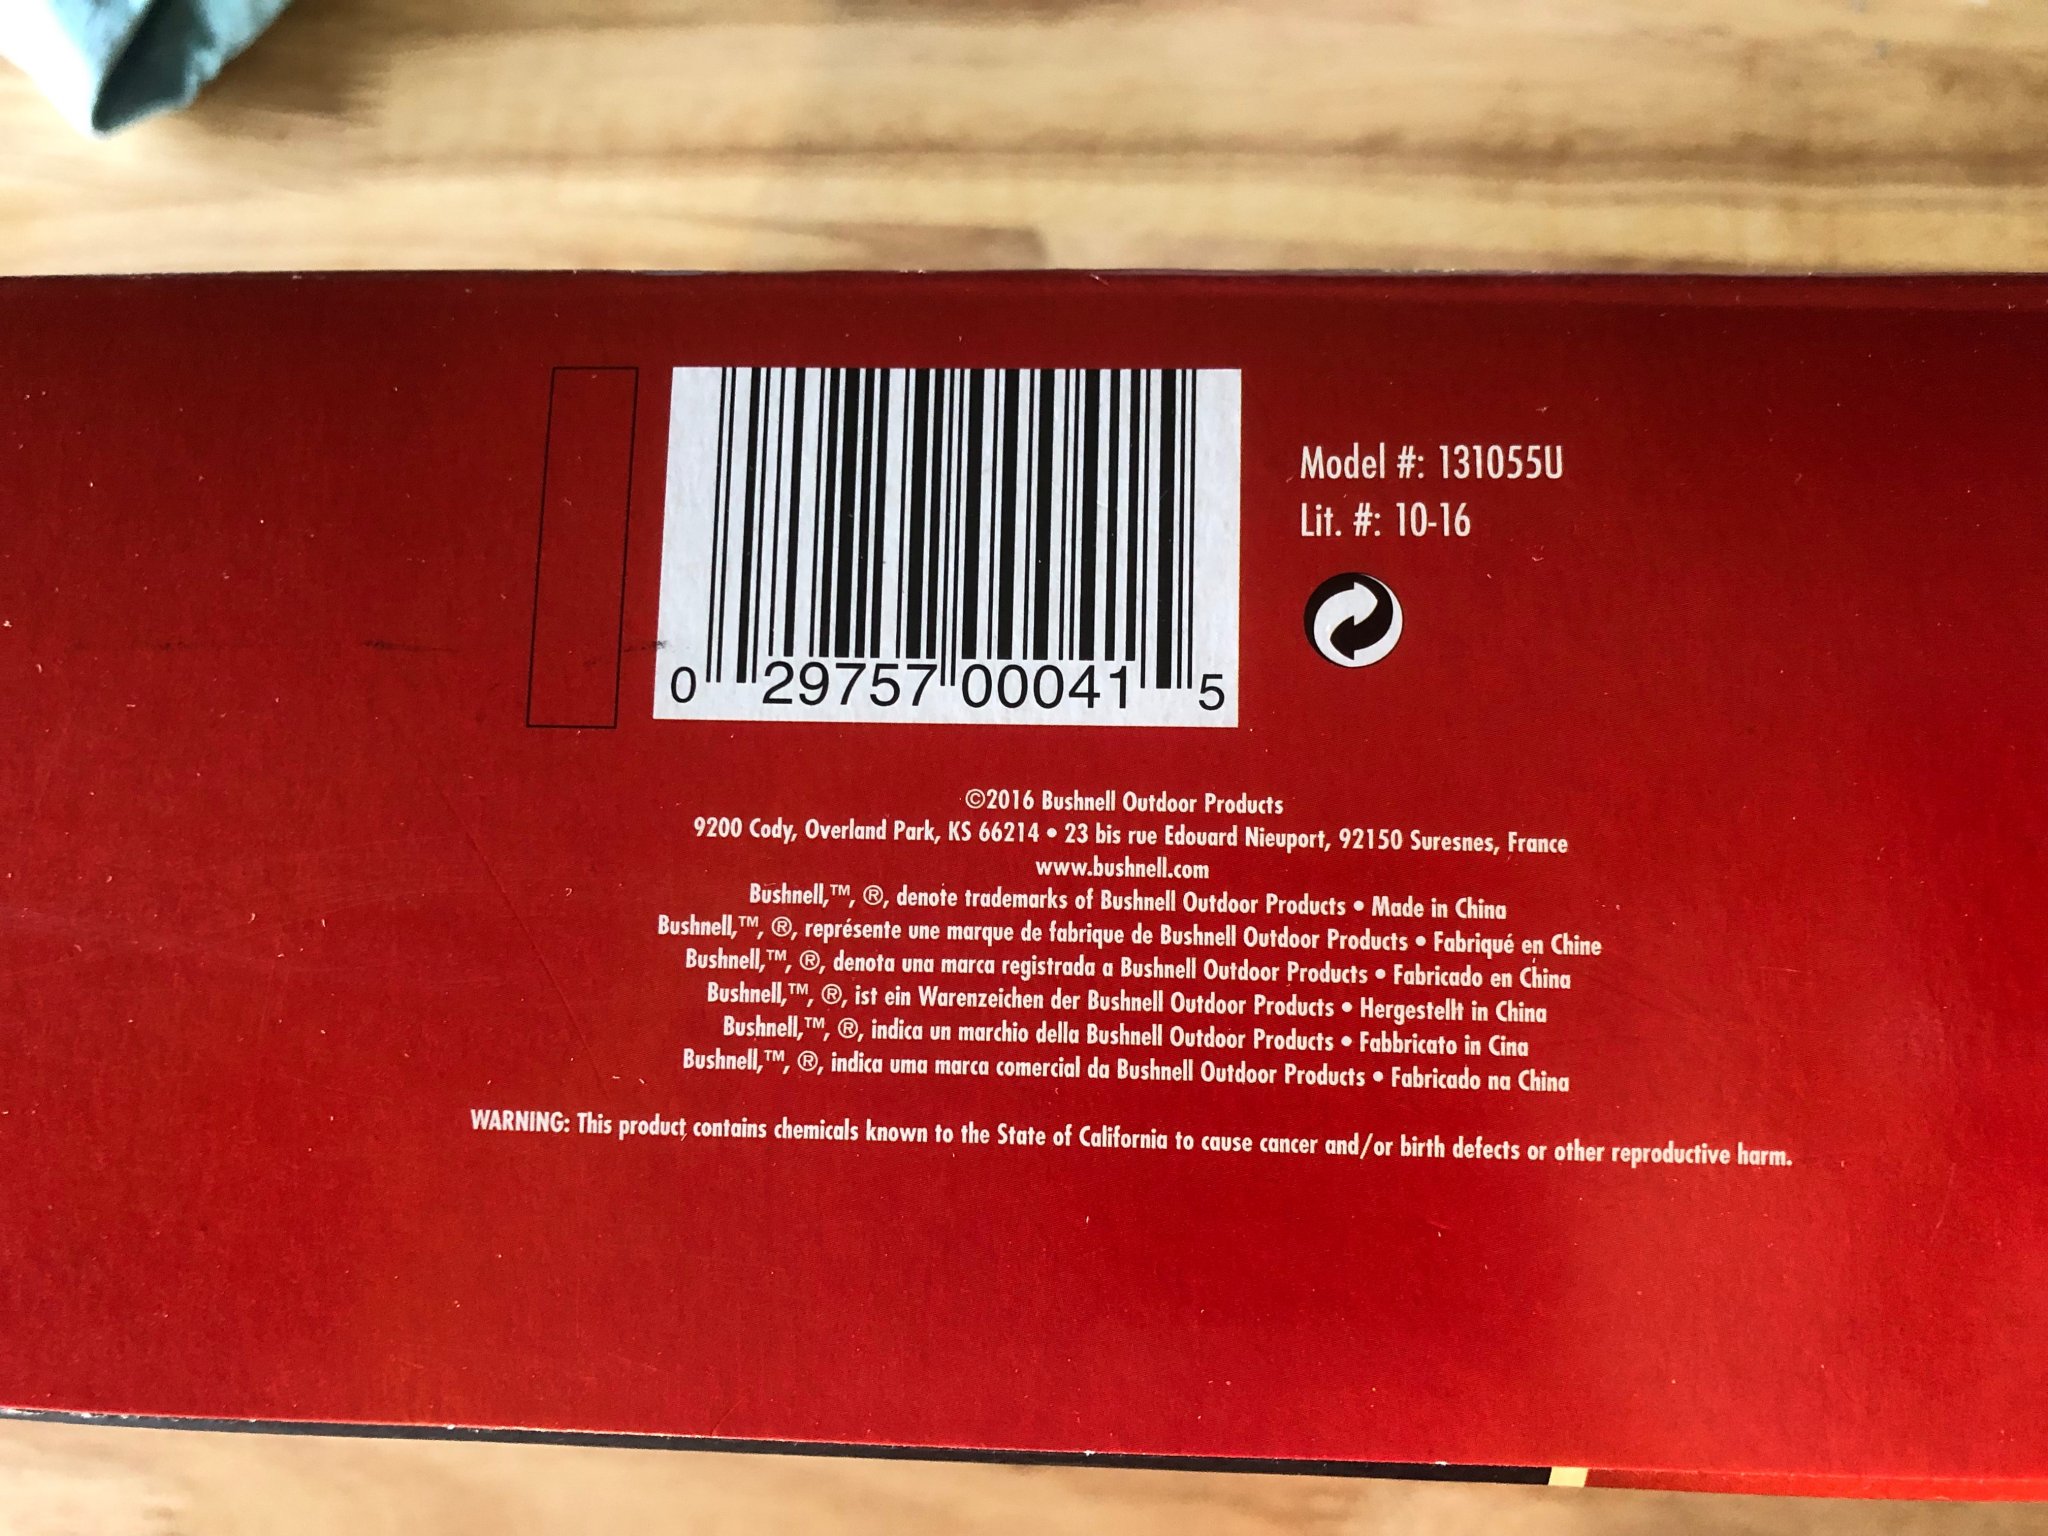 0 29757 00041 5
Model #: 131055U
Lit. #: 10-16
©2016 Bushnell Outdoor Products
9200 Cody, Overland Park, KS 66214 • 23 bis rue Edouard Nieuport, 92150 Suresnes, France
www.bushnell.com
Bushnell,™, ®, denote trademarks of Bushnell Outdoor Products • Made in China
Bushnell,™, ®, représente une marque de fabrique de Bushnell Outdoor Products • Fabriqué en Chine
Bushnell,™, ®, denota una marca registrada a Bushnell Outdoor Products • Fabricado en China
Bushnell,™, ®, ist ein Warenzeichen der Bushnell Outdoor Products • Hergestellt in China
Bushnell,™, ®, indica un marchio della Bushnell Outdoor Products • Fabbricato in Cina
Bushnell,™, ®, indica uma marca comercial da Bushnell Outdoor Products • Fabricado na China
WARNING: This product contains chemicals known to the State of California to cause cancer and/or birth defects or other reproductive harm.